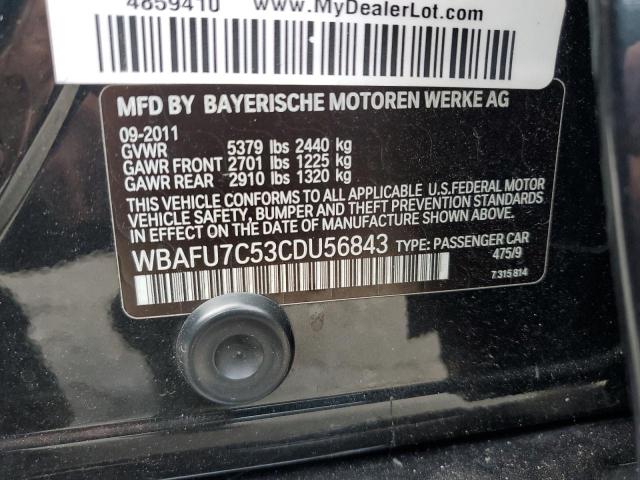 4859410 www.MyDealerLot.com
MFD BY BAYERISCHE MOTOREN WERKE AG
09-2011
GVWR 5379 lbs 2440 kg
GAWR FRONT 2701 lbs 1225 kg
GAWR REAR 2910 lbs 1320 kg
THIS VEHICLE CONFORMS TO ALL APPLICABLE U.S.FEDERAL MOTOR
VEHICLE SAFETY, BUMPER, AND THEFT PREVENTION STANDARDS
IN EFFECT ON THE DATE OF MANUFACTURE SHOWN ABOVE.
WBAFU7C53CDU56843 TYPE: PASSENGER CAR
475/9
7 315 814